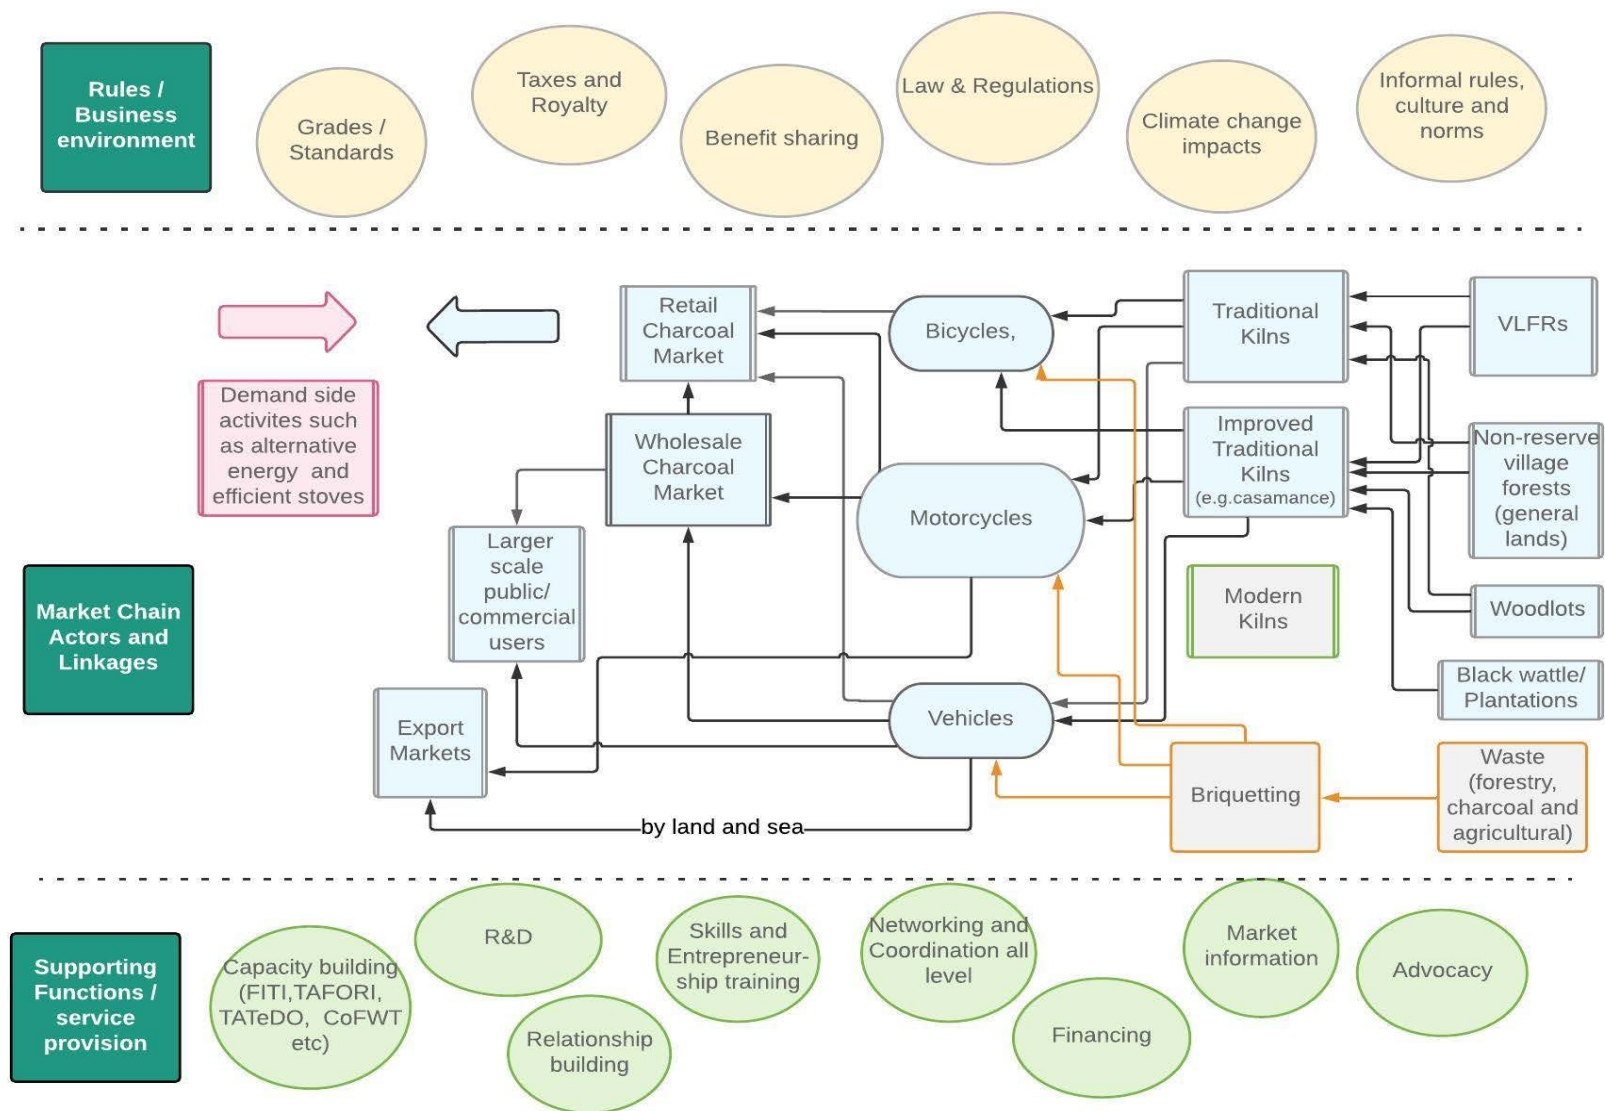 Rules /
Business
environment
Grades /
Standards
Taxes and
Royalty
Benefit sharing
Law & Regulations
Climate change
impacts
Informal rules,
culture and
norms
Demand side
activites such
as alternative
energy and
efficient stoves
Retail
Charcoal
Market
Bicycles,
Traditional
Kilns
VLFRs
Wholesale
Charcoal
Market
Motorcycles
Improved
Traditional
Kilns
(e.g.casamance)
Non-reserve
village
forests
(general
lands)
Market Chain
Actors and
Linkages
Larger
scale
public/
commercial
users
Modern
Kilns
Woodlots
Export
Markets
Vehicles
Black wattle/
Plantations
by land and sea
Briquetting
Waste
(forestry,
charcoal and
agricultural)
Supporting
Functions /
service
provision
Capacity building
(FITI,TAFORI,
TATeDO, CoFWT
etc)
R&D
Relationship
building
Skills and
Entrepreneur-
ship training
Networking and
Coordination all
level
Financing
Market
information
Advocacy